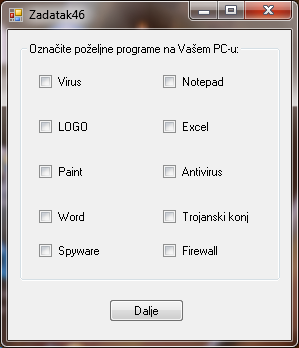 Zadatak46
Označite poželjne programe na Vašem PC-u:
Virus
Notepad
LOGO
Excel
Paint
Antivirus
Word
Trojanski konj
Spyware
Firewall
Dalje